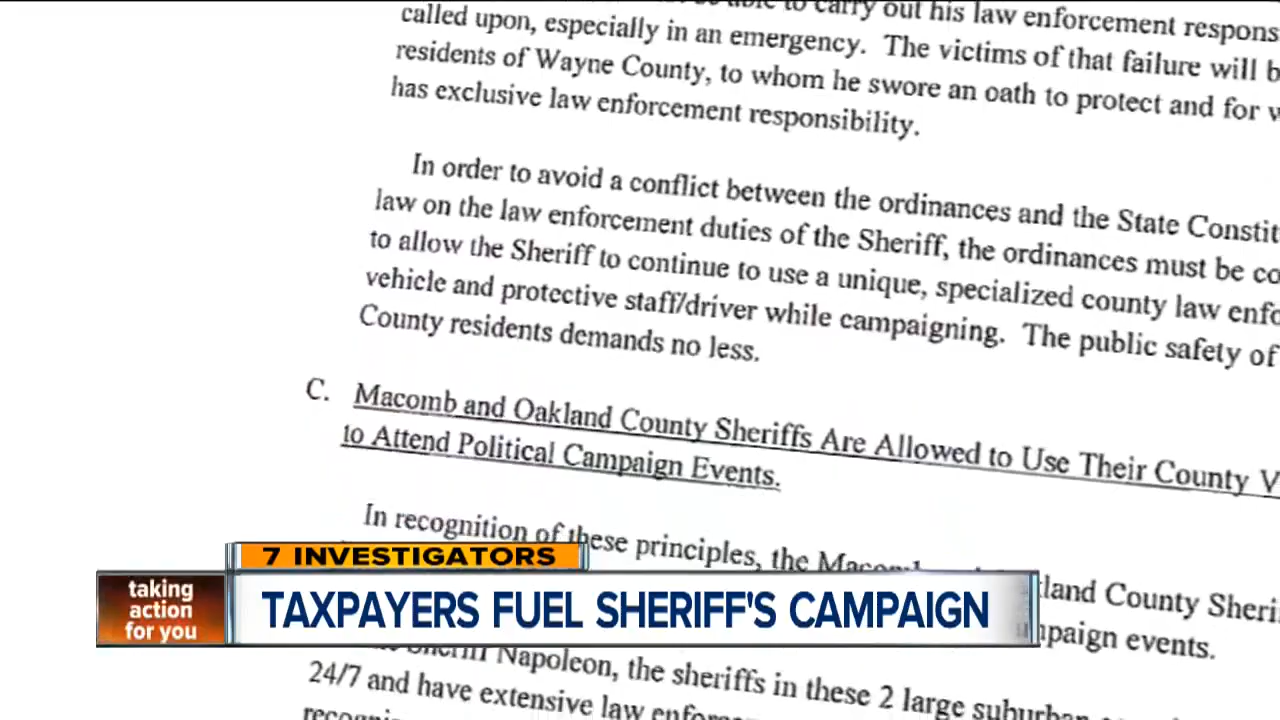 to carry out his law enforcement
called upon, especially in an emergency. The victims of that failure will
residents of Wayne County, to whom he swore an oath to protect and for
has exclusive law enforcement responsibility.
In order to avoid a conflict between the ordinances and the State
law on the law enforcement duties of the Sheriff, the ordinances must be
to allow the Sheriff to continue to use a unique, specialized county law
vehicle and protective staff/driver while campaigning. The public safety of
County residents demands no less.
C. Macomb and Oakland County Sheriffs Are Allowed to Use Their County
to Attend Political Campaign Events.
In recognition of these principles, the
County
events.
7 INVESTIGATORS
taking
action
for you
TAXPAYERS FUEL SHERIFF'S CAMPAIGN
Napoleon, the sheriffs in these 2 large
24/7 and have extensive law